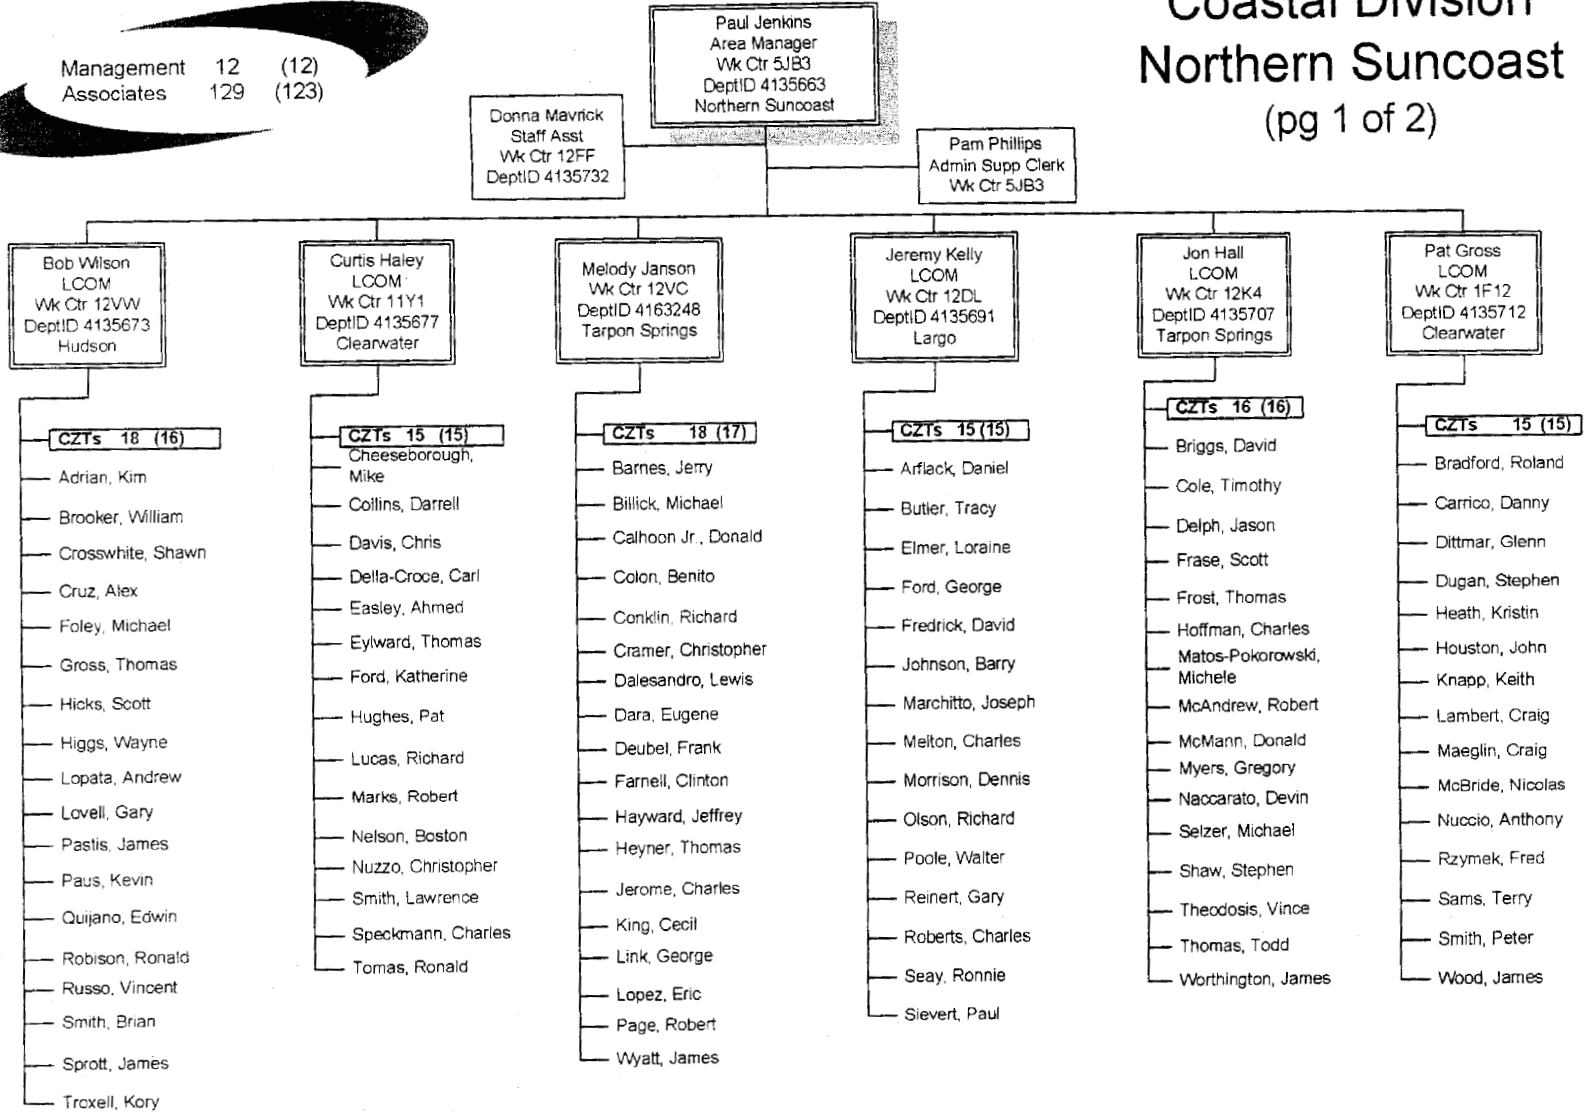 Coastal Division
Northern Suncoast
(pg 1 of 2)
Management 12 (12)
Associates 129 (123)
Paul Jenkins
Area Manager
Wk Ctr 5JB3
DeptID 4135663
Northern Suncoast
Donna Mavrick
Staff Asst
Wk Ctr 12FF
DeptID 4135732
Pam Phillips
Admin Supp Clerk
Wk Ctr 5JB3
Bob Wilson
LCOM
Wk Ctr 12VW
DeptID 4135673
Hudson
CZTs 18 (16)
Adrian, Kim
Brooker, William
Crosswhite, Shawn
Cruz, Alex
Foley, Michael
Gross, Thomas
Hicks, Scott
Higgs, Wayne
Lopata, Andrew
Lovell, Gary
Pastis, James
Paus, Kevin
Quijano, Edwin
Robison, Ronald
Russo, Vincent
Smith, Brian
Sprott, James
Troxell, Kory
Curtis Haley
LCOM
Wk Ctr 11Y1
DeptID 4135677
Clearwater
CZTs 15 (15)
Cheeseborough,
Mike
Collins, Darrell
Davis, Chris
Della-Croce, Carl
Easley, Ahmed
Eylward, Thomas
Ford, Katherine
Hughes, Pat
Lucas, Richard
Marks, Robert
Nelson, Boston
Nuzzo, Christopher
Smith, Lawrence
Speckmann, Charles
Tomas, Ronald
Melody Janson
Wk Ctr 12VC
DeptID 4163248
Tarpon Springs
CZTs 18 (17)
Barnes, Jerry
Billick, Michael
Calhoon Jr., Donald
Colon, Benito
Conklin, Richard
Cramer, Christopher
Dalesandro, Lewis
Dara, Eugene
Deubel, Frank
Farnell, Clinton
Hayward, Jeffrey
Heyner, Thomas
Jerome, Charles
King, Cecil
Link, George
Lopez, Eric
Page, Robert
Wyatt, James
Jeremy Kelly
LCOM
Wk Ctr 12DL
DeptID 4135691
Largo
CZTs 15 (15)
Arflack, Daniel
Butler, Tracy
Elmer, Loraine
Ford, George
Fredrick, David
Johnson, Barry
Marchitto, Joseph
Melton, Charles
Morrison, Dennis
Olson, Richard
Poole, Walter
Reinert, Gary
Roberts, Charles
Seay, Ronnie
Sievert, Paul
Jon Hall
LCOM
Wk Ctr 12K4
DeptID 4135707
Tarpon Springs
CZTs 16 (16)
Briggs, David
Cole, Timothy
Delph, Jason
Frase, Scott
Frost, Thomas
Hoffman, Charles
Matos-Pokorowski,
Michele
McAndrew, Robert
McMann, Donald
Myers, Gregory
Naccarato, Devin
Selzer, Michael
Shaw, Stephen
Theodosis, Vince
Thomas, Todd
Worthington, James
Pat Gross
LCOM
Wk Ctr 1F12
DeptID 4135712
Clearwater
CZTs 15 (15)
Bradford, Roland
Carrico, Danny
Dittmar, Glenn
Dugan, Stephen
Heath, Kristin
Houston, John
Knapp, Keith
Lambert, Craig
Maeglin, Craig
McBride, Nicolas
Nuccio, Anthony
Rzymek, Fred
Sams, Terry
Smith, Peter
Wood, James